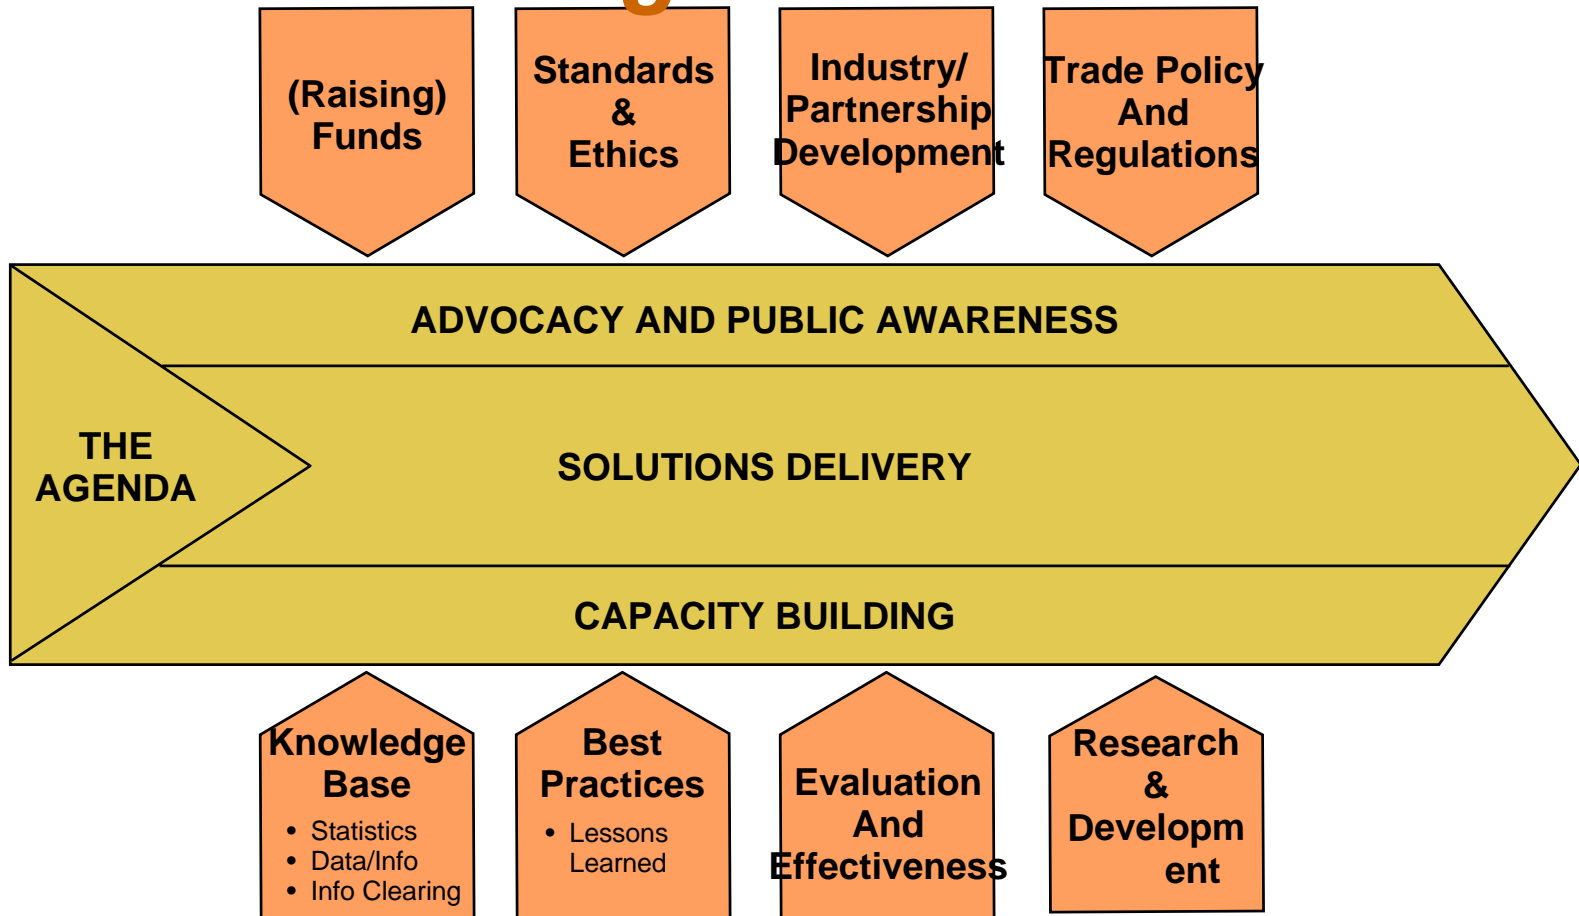 (Raising)
Funds
Standards
&
Ethics
Industry/
Partnership
Development
Trade Policy
And
Regulations
ADVOCACY AND PUBLIC AWARENESS
THE
AGENDA
SOLUTIONS DELIVERY
CAPACITY BUILDING
Knowledge
Base
• Statistics
• Data/Info
• Info Clearing
Best
Practices
• Lessons
Learned
Evaluation
And
Effectiveness
Research
&
Developm
ent